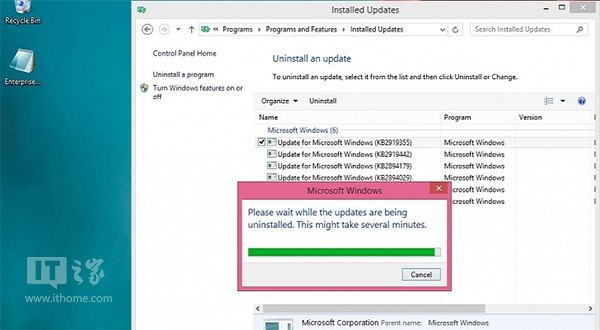 Installed Updates
Recycle Bin
Enterprise...
Programs
Programs and Features
Installed Updates
Search Installed Updates
Control Panel Home
Uninstall a program
Turn Windows features on or
off
Uninstall an update
To uninstall an update, select it from the list and then click Uninstall or Change.
Organize
Uninstall
Name
Program
Version
Microsoft Windows (6)
Update for Microsoft Windows (KB2919355)
Microsoft Windows
Update for Microsoft Windows (KB2919442)
Microsoft Windows
Update for Microsoft Windows (KB2894179)
Microsoft Windows
Update for Microsoft Windows (KB2894029)
Microsoft Windows
Microsoft Windows
Microsoft Windows
Microsoft Windows
Please wait while the updates are being
uninstalled. This might take several minutes.
Cancel
IT之家
www.ithome.com
Microsoft Corporation
Parent name:
Microsoft Windows